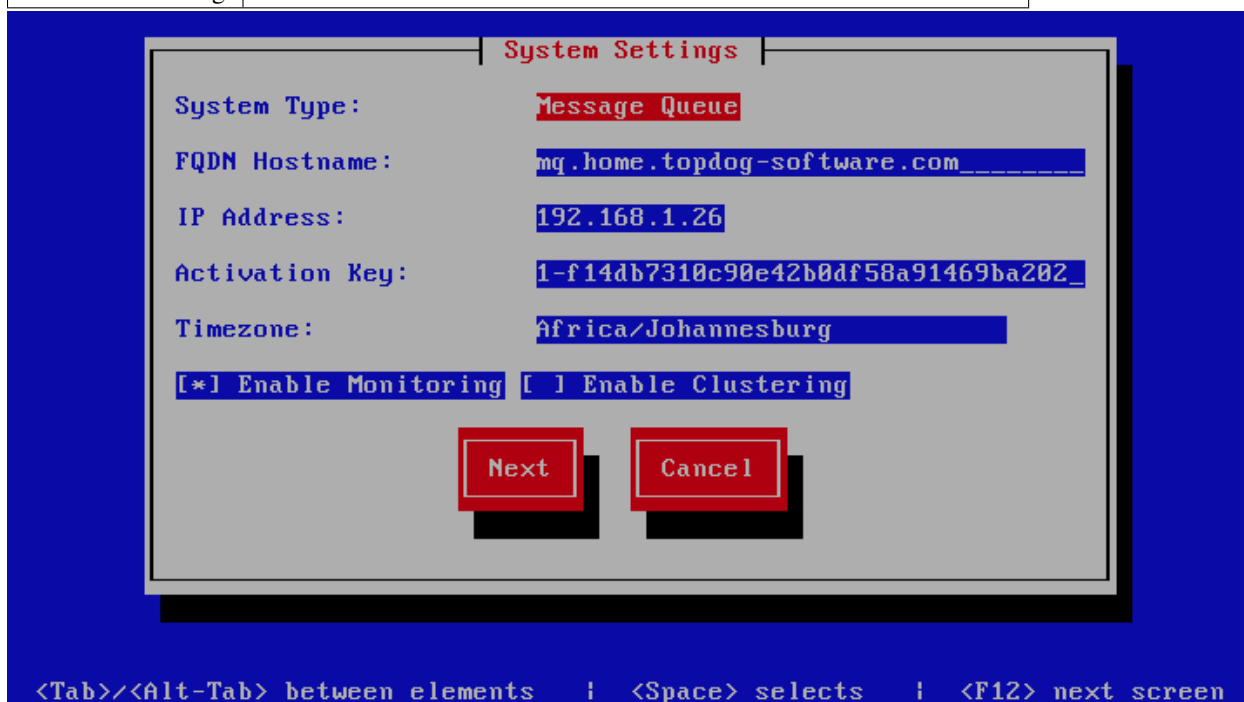 System Settings
System Type: Message Queue
FQDN Hostname: mq.home.topdog-software.com________
IP Address: 192.168.1.26
Activation Key: 1-f14db7310c90e42b0df58a91469ba202_
Timezone: Africa/Johannesburg
[*] Enable Monitoring [ ] Enable Clustering
Next Cancel
<Tab>/<Alt-Tab> between elements | <Space> selects | <F12> next screen